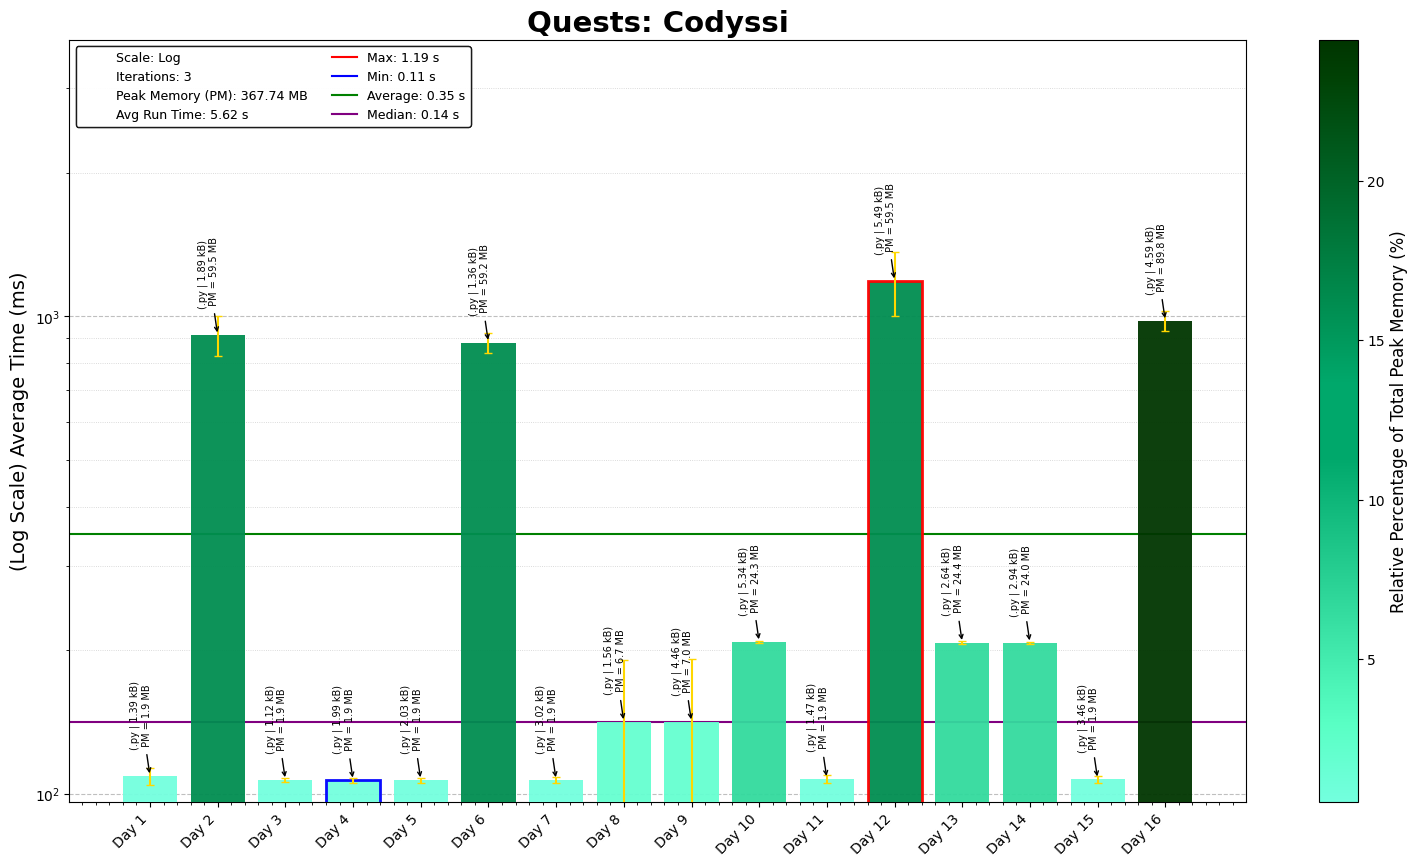 Quests: Codyssi
Scale: Log
Iterations: 3
Peak Memory (PM): 367.74 MB
Avg Run Time: 5.62 s
Max: 1.19 s
Min: 0.11 s
Average: 0.35 s
Median: 0.14 s
(Log Scale) Average Time (ms)
10³
10²
(.py | 1.39 kB)
PM = 1.9 MB
(.py | 1.89 kB)
PM = 59.5 MB
(.py | 1.12 kB)
PM = 1.9 MB
(.py | 1.99 kB)
PM = 1.9 MB
(.py | 2.03 kB)
PM = 1.9 MB
(.py | 1.36 kB)
PM = 59.2 MB
(.py | 3.02 kB)
PM = 1.9 MB
(.py | 1.56 kB)
PM = 6.7 MB
(.py | 4.46 kB)
PM = 7.0 MB
(.py | 5.34 kB)
PM = 24.3 MB
(.py | 1.47 kB)
PM = 1.9 MB
(.py | 5.49 kB)
PM = 59.5 MB
(.py | 2.64 kB)
PM = 24.4 MB
(.py | 2.94 kB)
PM = 24.0 MB
(.py | 3.46 kB)
PM = 1.9 MB
(.py | 4.59 kB)
PM = 89.8 MB
Day 1
Day 2
Day 3
Day 4
Day 5
Day 6
Day 7
Day 8
Day 9
Day 10
Day 11
Day 12
Day 13
Day 14
Day 15
Day 16
20
15
10
5
Relative Percentage of Total Peak Memory (%)